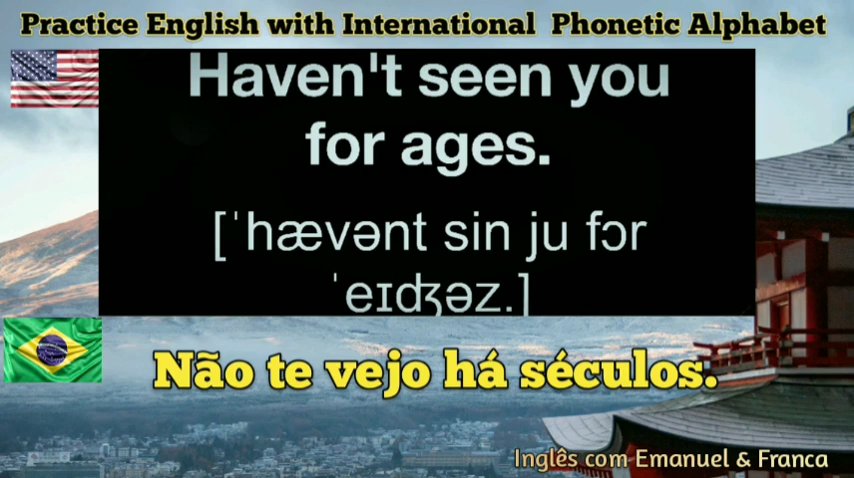 Practice English with International Phonetic Alphabet
Haven't seen you
for ages.
[ˈhævənt sin ju fɔr
ˈeɪʤəz.]
Não te vejo há séculos.
Inglês com Emanuel & Franca